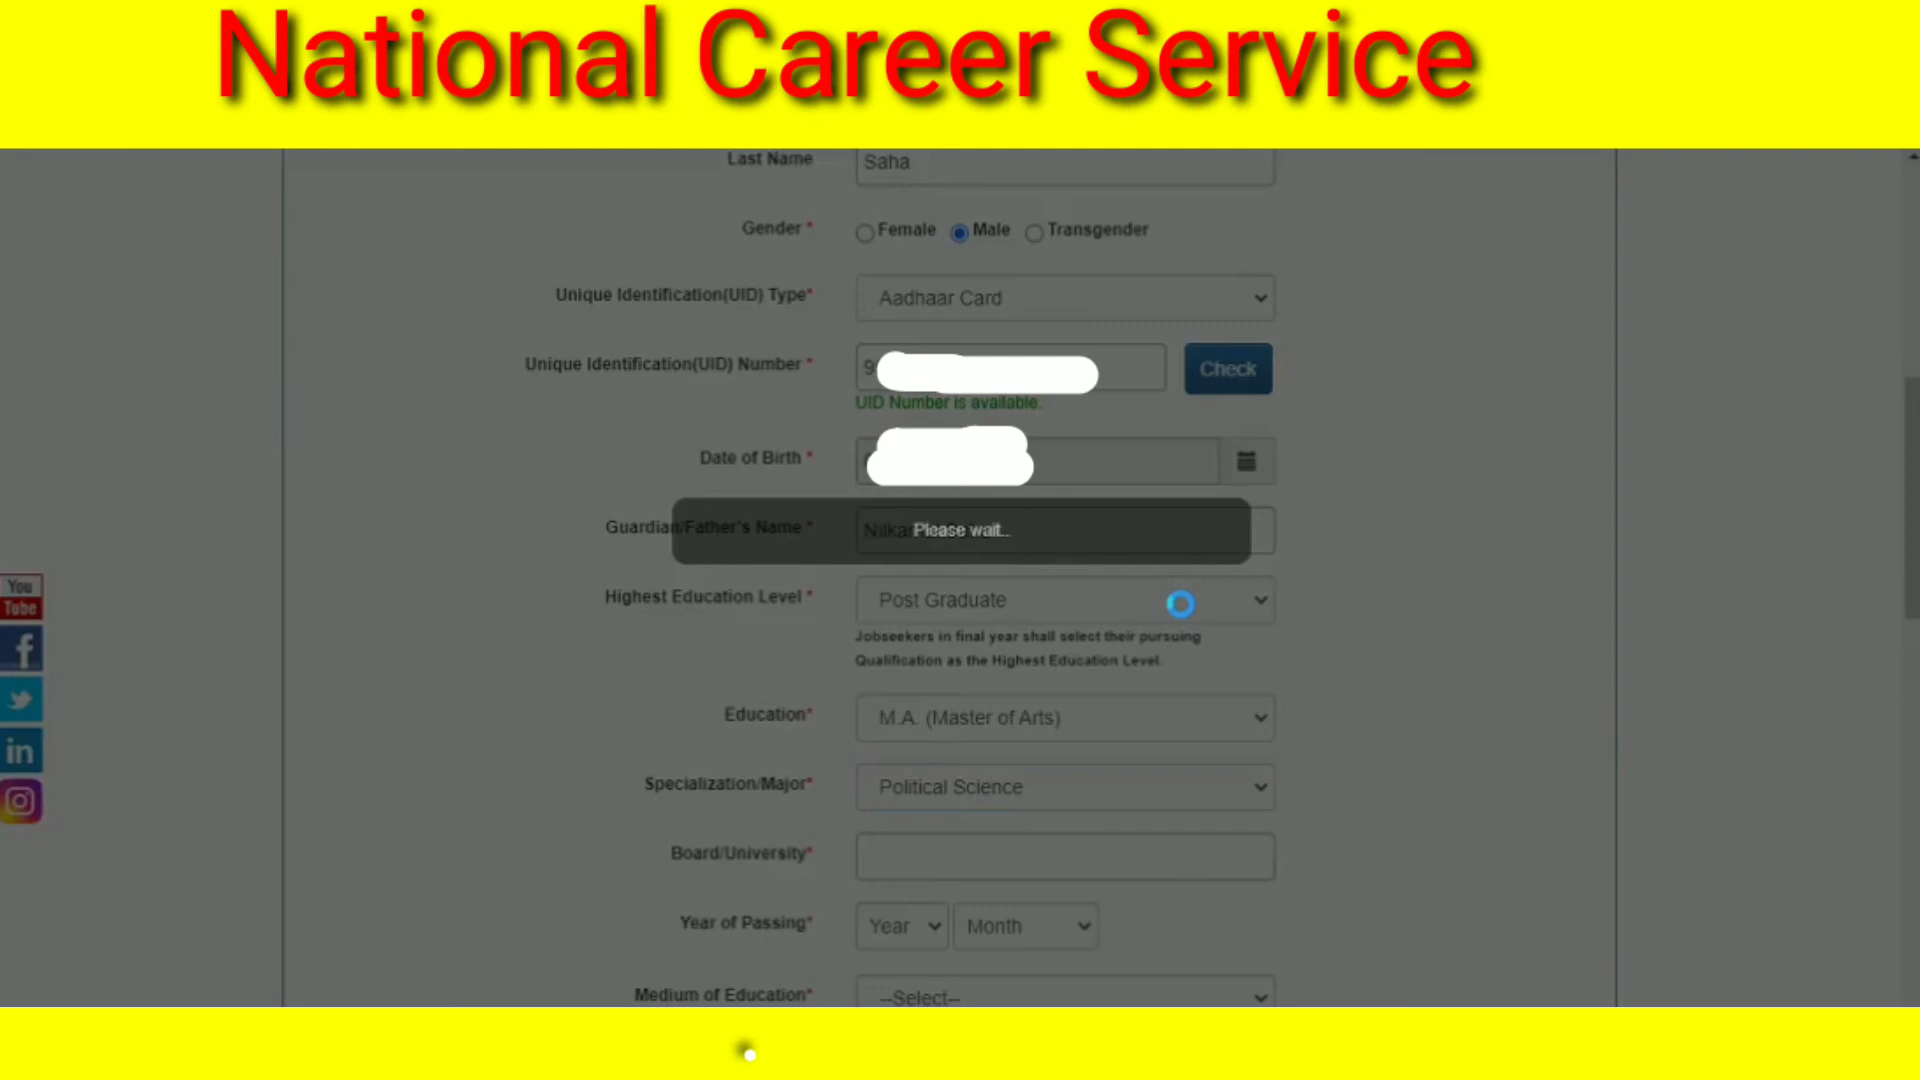 National Career Service
Last Name
Saha
Gender *
Female
Male
Transgender
Unique Identification(UID) Type*
Aadhaar Card
Unique Identification(UID) Number *
9
Check
UID Number is available.
Date of Birth *
Guardian/Father's Name *
Please wait..
Highest Education Level *
Post Graduate
Jobseekers in final year shall select their pursuing
Qualification as the Highest Education Level.
Education*
M.A. (Master of Arts)
Specialization/Major*
Political Science
Board/University*
Year of Passing*
Year
Month
Medium of Education*
--Select--
You
Tube
f
in